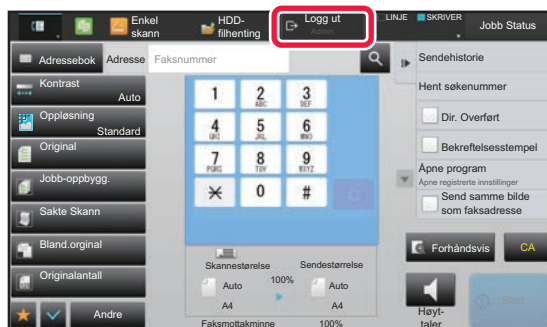 Enkel
skann
HDD-
filhenting
Logg ut
Admin
LINJE
SKRIVER
Jobb Status
Adressebok
Adresse
Faksnummer
Kontrast
Auto
Oppløsning
Standard
Original
Jobb-oppbygg.
Sakte Skann
Bland.orginal
Originalantall
Andre
1
2
ABC
3
DEF
4
GHI
5
JKL
6
MNO
7
PQRS
8
TUV
9
WXYZ
0
#
C
Skannestørelse
Sendestørrelse
100%
Auto
Auto
A4
A4
Faksmottakminne
100%
Sendehistorie
Hent søkenummer
Dir. Overført
Bekreftelsesstempel
Åpne program
Åpne registrerte innstillinger
Send samme bilde
som faksadresse
Forhåndsvis
CA
Høyt-
taler
Start